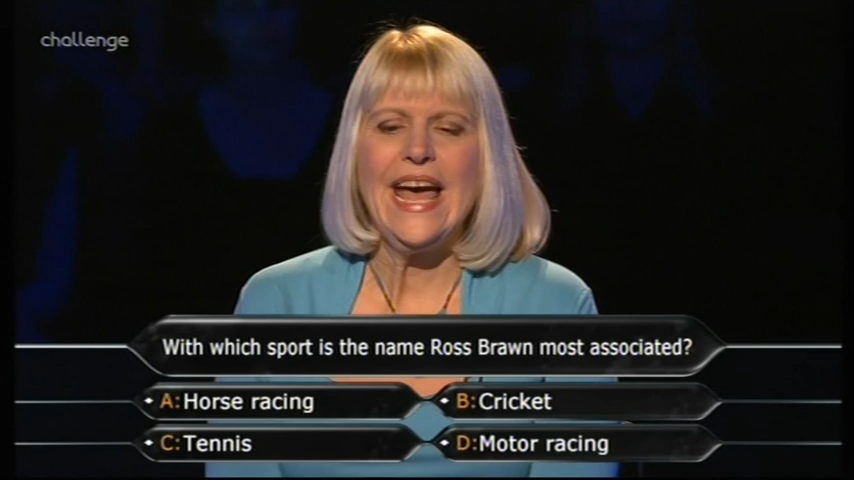 challenge
With which sport is the name Ross Brawn most associated?
A: Horse racing
B: Cricket
C: Tennis
D: Motor racing